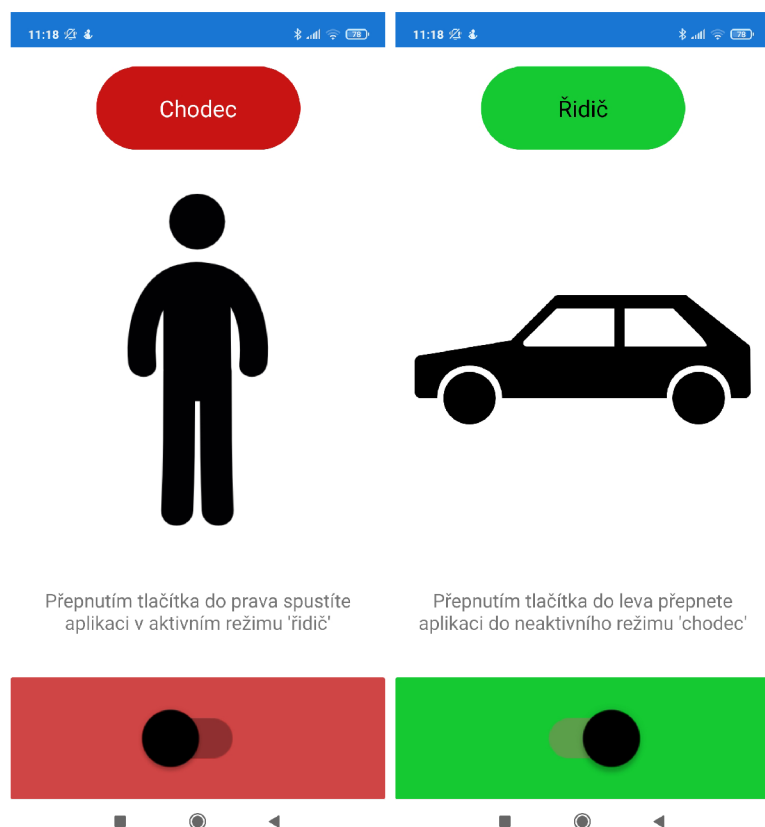 11:18
78
Chodec
Přepnutím tlačítka do prava spustíte
aplikaci v aktivním režimu 'řidič'
11:18
78
Řidič
Přepnutím tlačítka do leva přepnete
aplikaci do neaktivního režimu 'chodec'